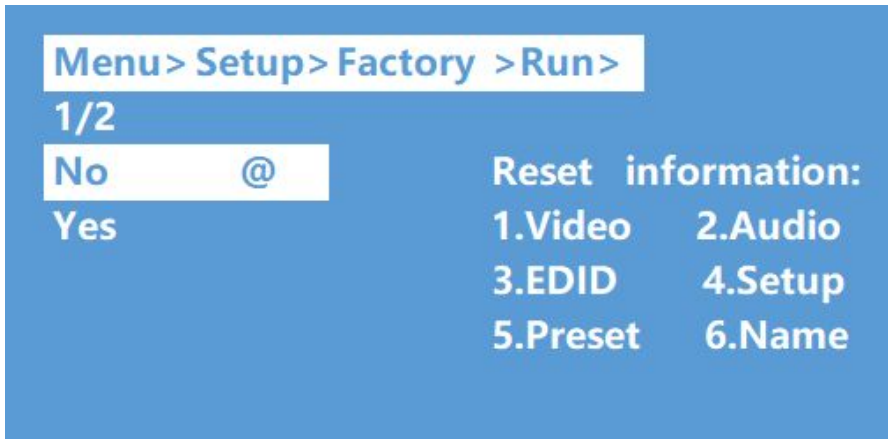 Menu> Setup> Factory >Run>
1/2
No @
Yes
Reset information:
1.Video 2.Audio
3.EDID 4.Setup
5.Preset 6.Name